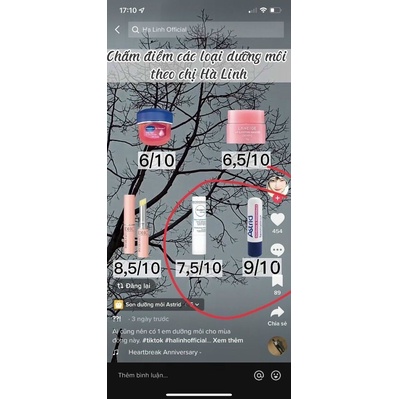 17:10
Hà Linh Official
Chấm điểm các loại dưỡng môi
theo chị Hà Linh
6/10
6,5/10
Astrid
8,5/10
7,5/10
9/10
454
89
Đăng lại
Son dưỡng môi Astrid
Chia sẻ
- 3 ngày trước
Ai cũng nên có 1 em dưỡng môi cho mùa
đông này. #tiktok #halinhofficial... Xem thêm
Heartbreak Anniversary -
Thêm bình luận...